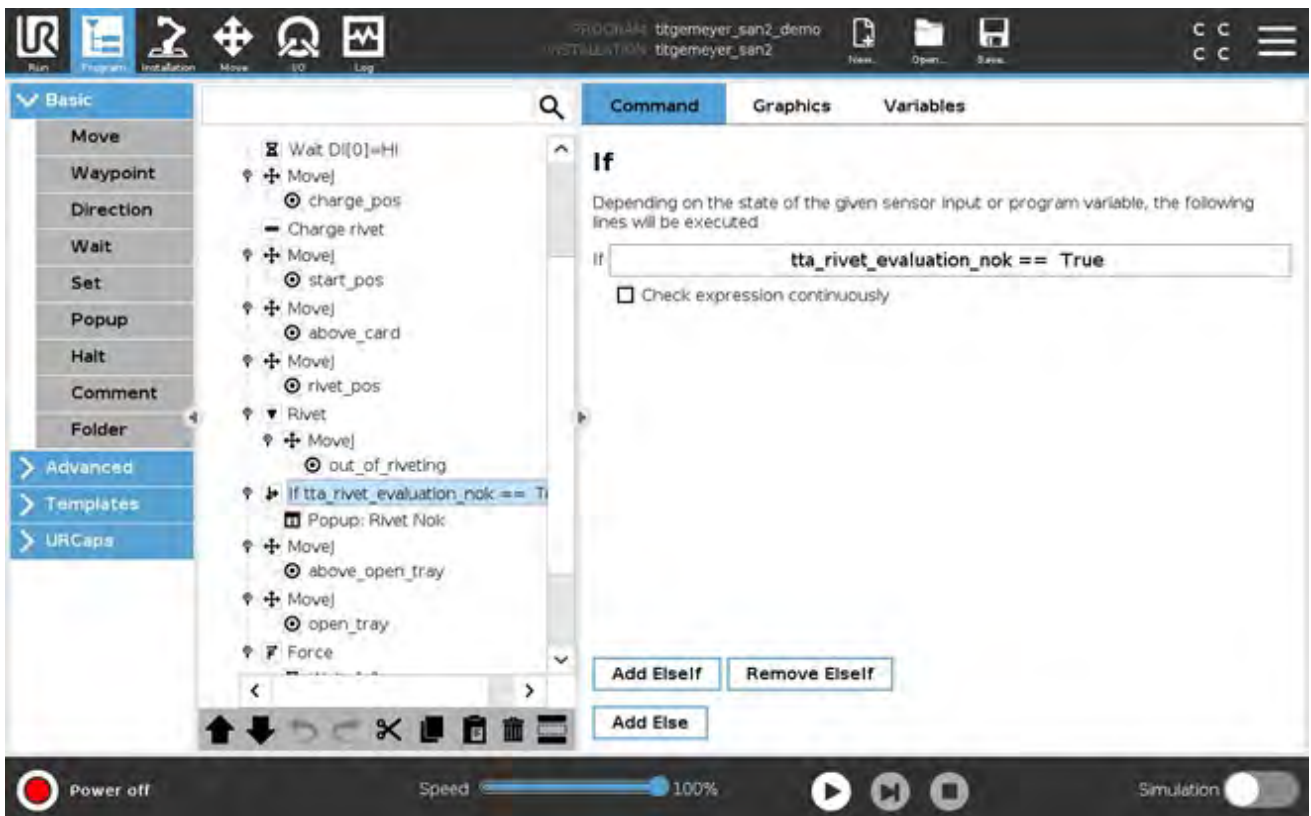 UR
PROGRAM titgemeyer_san2_demo
INSTALLATION titgemeyer_san2
Run Program Installation Move I/O Log New... Open... Save...
C C
C C
Basic
Move
Waypoint
Direction
Wait
Set
Popup
Halt
Comment
Folder
Advanced
Templates
URCaps
Wait DI[0]=HI
MoveJ
charge_pos
Charge rivet
MoveJ
start_pos
MoveJ
above_card
MoveJ
rivet_pos
Rivet
MoveJ
out_of_riveting
If tta_rivet_evaluation_nok == 
Popup: Rivet Nok
MoveJ
above_open_tray
MoveJ
open_tray
Force
Command Graphics Variables
If
Depending on the state of the given sensor input or program variable, the following
lines will be executed
If tta_rivet_evaluation_nok == True
Check expression continuously
Add ElseIf Remove ElseIf
Add Else
Power off
Speed 100%
Simulation